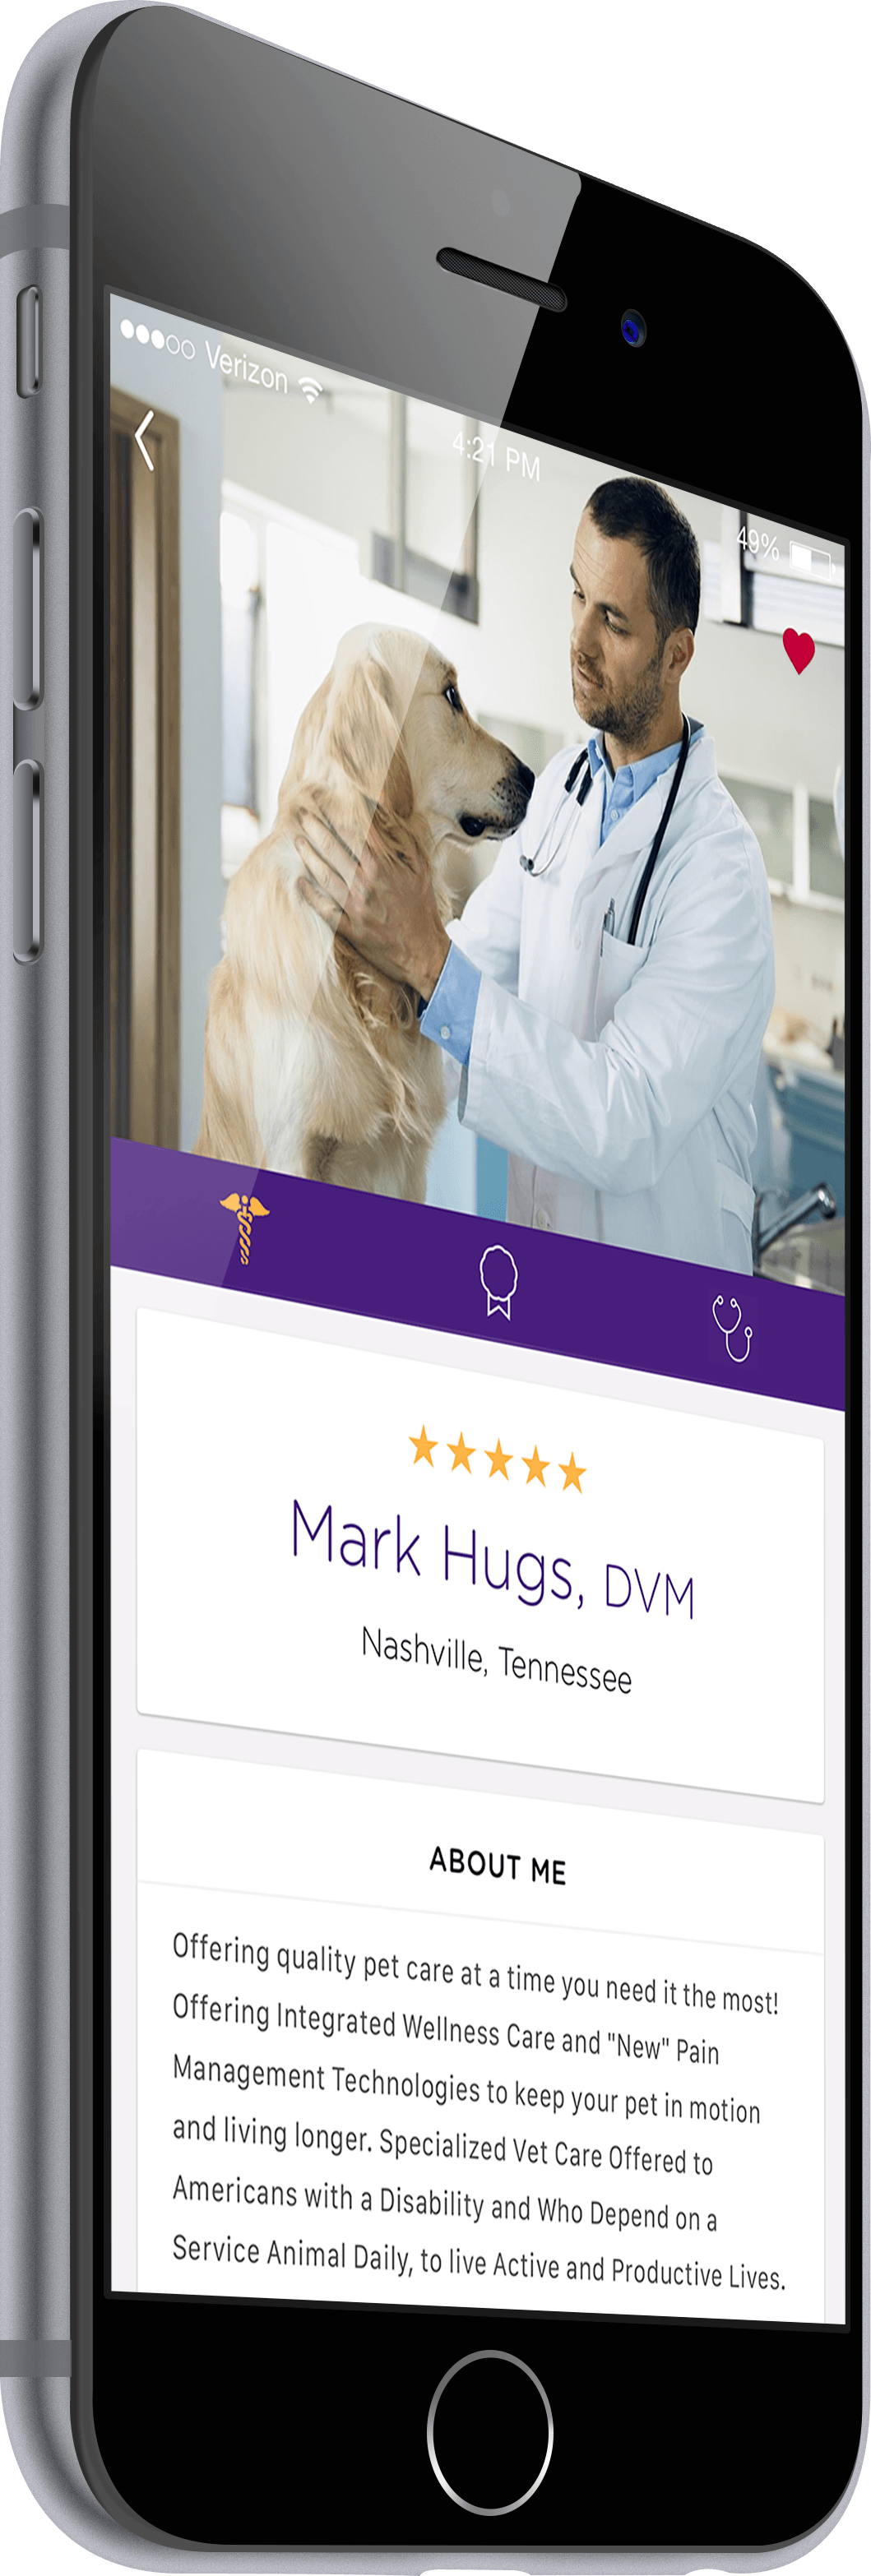 Verizon
4:21 PM
49%
Mark Hugs, DVM
Nashville, Tennessee
ABOUT ME
Offering quality pet care at a time you need it the most!
Offering Integrated Wellness Care and "New" Pain
Management Technologies to keep your pet in motion
and living longer. Specialized Vet Care Offered to
Americans with a Disability and Who Depend on a
Service Animal Daily, to live Active and Productive Lives.